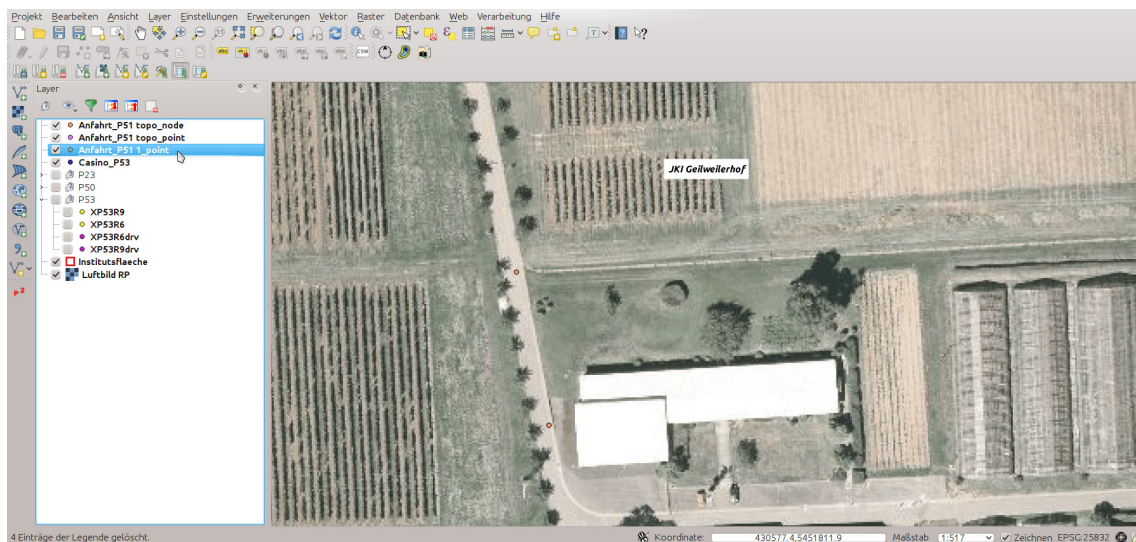 Projekt Bearbeiten Ansicht Layer Einstellungen Erweiterungen Vektor Raster Datenbank Web Verarbeitung Hilfe
Layer
Anfahrt_P51 topo_node
Anfahrt_P51 topo_point
Anfahrt_P51 1_point
Casino_P53
P23
P50
P53
XP53R9
XP53R6
XP53R6drv
XP53R9drv
Institutsflaeche
Luftbild RP
JKI Geilweilerhof
4 Einträge der Legende gelöscht. Koordinate: 430577.4,5451811.9 Maßstab 1:517 Zeichnen EPSG:25832